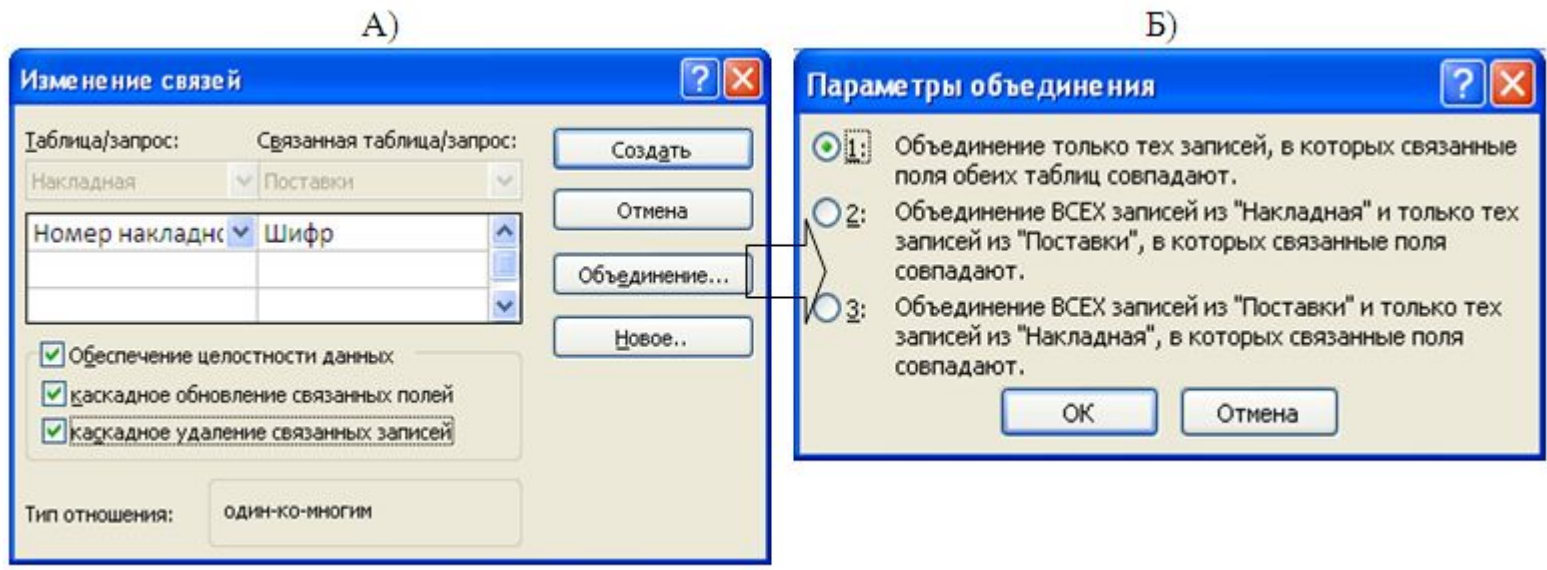 А)
Изменение связей
Таблица/запрос:
Связанная таблица/запрос:
Накладная
Поставки
Номер накладнс
Шифр
Обеспечение целостности данных
каскадное обновление связанных полей
каскадное удаление связанных записей
Тип отношения:
один-ко-многим
Создать
Отмена
Объединение...
Новое..
Б)
Параметры объединения
1:
Объединение только тех записей, в которых связанные
поля обеих таблиц совпадают.
2:
Объединение ВСЕХ записей из "Накладная" и только тех
записей из "Поставки", в которых связанные поля
совпадают.
3:
Объединение ВСЕХ записей из "Поставки" и только тех
записей из "Накладная", в которых связанные поля
совпадают.
ОК
Отмена